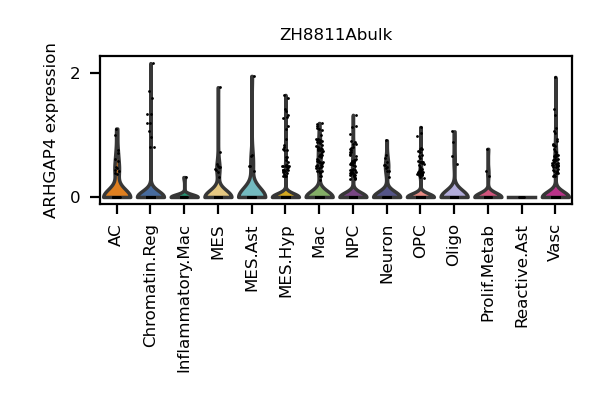 ZH8811Abulk
ARHGAP4 expression
2
0
AC
Chromatin.Reg
Inflammatory.Mac
MES
MES.Ast
MES.Hyp
Mac
NPC
Neuron
OPC
Oligo
Prolif.Metab
Reactive.Ast
Vasc